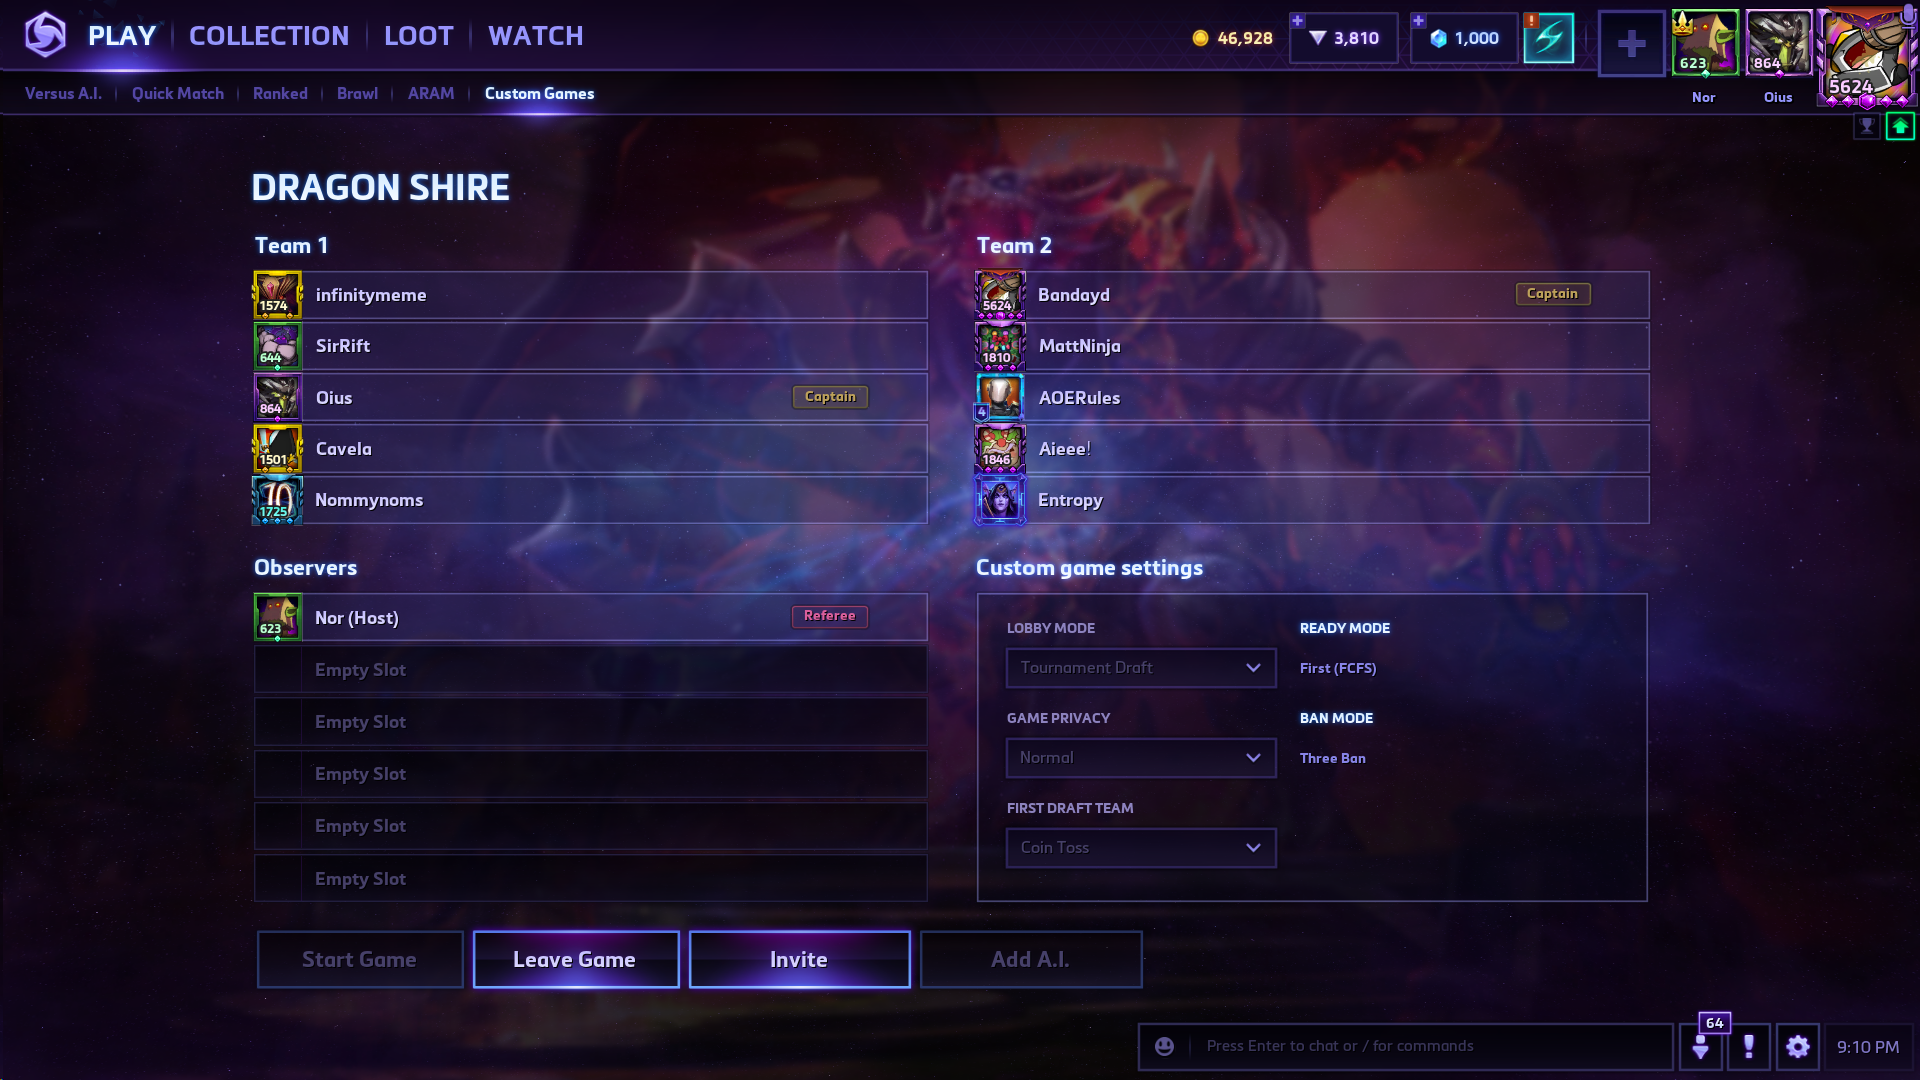 PLAY
COLLECTION
LOOT
WATCH
46,928
3,810
1,000
623
864
5624
Nor
Oius
Versus A.I.
Quick Match
Ranked
Brawl
ARAM
Custom Games
DRAGON SHIRE
Team 1
1574 infinitymeme
644 SirRift
864 Oius Captain
1501 Cavela
1725 Nommynoms
Team 2
5624 Bandayd Captain
1810 MattNinja
4 AOERules
1846 Aieee!
Entropy
Observers
623 Nor (Host) Referee
Empty Slot
Empty Slot
Empty Slot
Empty Slot
Empty Slot
Custom game settings
LOBBY MODE
Tournament Draft
READY MODE
First (FCFS)
GAME PRIVACY
Normal
BAN MODE
Three Ban
FIRST DRAFT TEAM
Coin Toss
Start Game
Leave Game
Invite
Add A.I.
Press Enter to chat or / for commands
64
9:10 PM